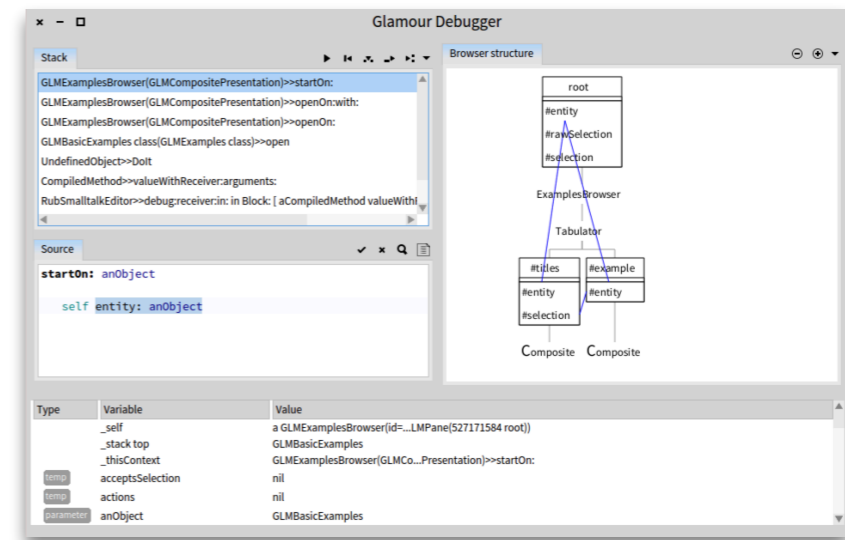 Glamour Debugger
Stack
GLMExamplesBrowser(GLMCompositePresentation)>>startOn:
GLMExamplesBrowser(GLMCompositePresentation)>>openOn:with:
GLMExamplesBrowser(GLMCompositePresentation)>>openOn:
GLMBasicExamples class(GLMExamples class)>>open
UndefinedObject>>DoIt
CompiledMethod>>valueWithReceiver:arguments:
RubSmalltalkEditor>>debug:receiver:in: in Block: [ aCompiledMethod valueWithR
Source
startOn: anObject
self entity: anObject
Browser structure
root
#entity
#rawSelection
#selection
ExamplesBrowser
Tabulator
#titles #example
#entity #entity
#selection
Composite Composite
Type Variable Value
_self a GLMExamplesBrowser(id=...LMPane(527171584 root))
_stack top GLMBasicExamples
_thisContext GLMExamplesBrowser(GLMCo...Presentation)>>startOn:
temp acceptsSelection nil
temp actions nil
parameter anObject GLMBasicExamples